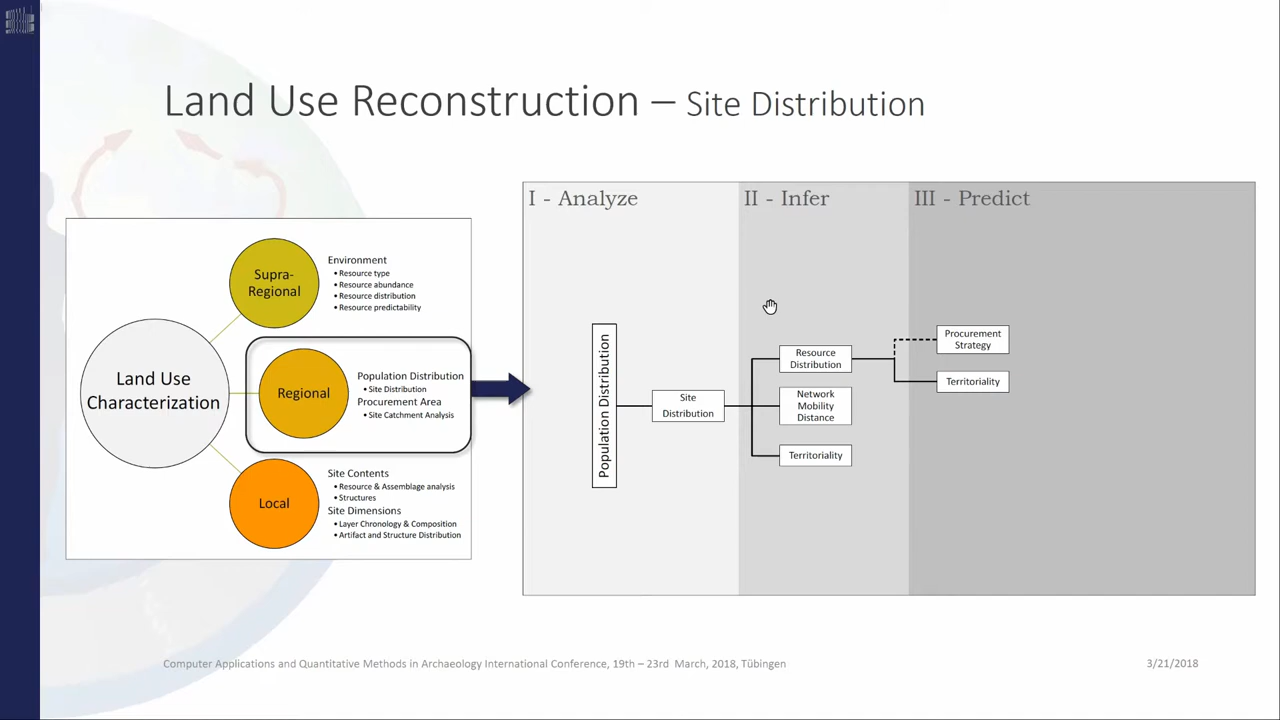 Land Use Reconstruction – Site Distribution
Land Use
Characterization
Supra-
Regional
Environment
• Resource type
• Resource abundance
• Resource distribution
• Resource predictability
Regional
Population Distribution
• Site Distribution
Procurement Area
• Site Catchment Analysis
Local
Site Contents
• Resource & Assemblage analysis
• Structures
Site Dimensions
• Layer Chronology & Composition
• Artifact and Structure Distribution
I - Analyze
II - Infer
III - Predict
Population Distribution
Site
Distribution
Resource
Distribution
Network
Mobility
Distance
Territoriality
Procurement
Strategy
Territoriality
Computer Applications and Quantitative Methods in Archaeology International Conference, 19th – 23rd  March, 2018, Tübingen
3/21/2018